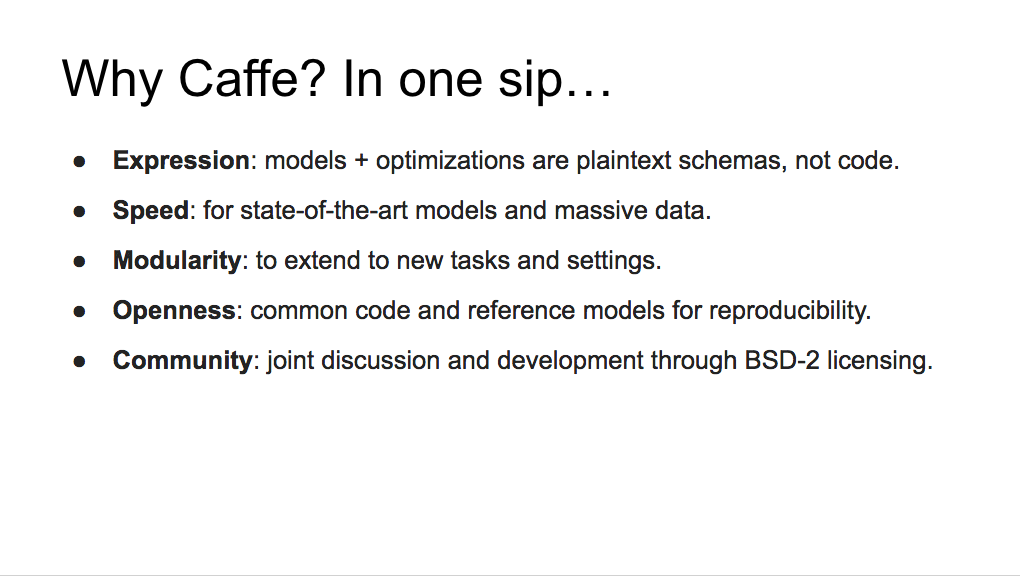 Why Caffe? In one sip…
● Expression: models + optimizations are plaintext schemas, not code.
● Speed: for state-of-the-art models and massive data.
● Modularity: to extend to new tasks and settings.
● Openness: common code and reference models for reproducibility.
● Community: joint discussion and development through BSD-2 licensing.